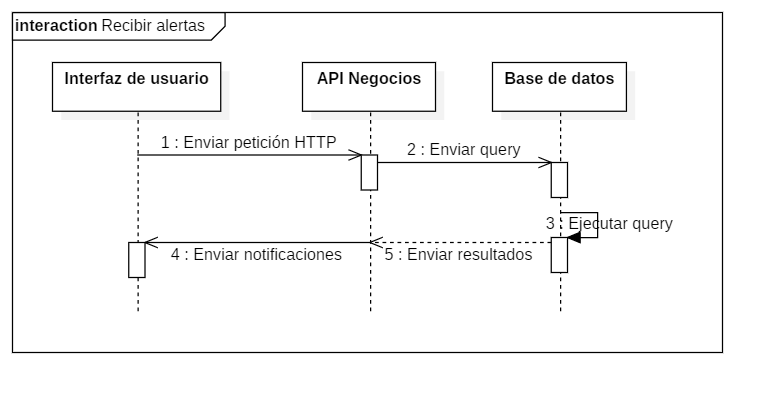 interaction Recibir alertas
Interfaz de usuario
API Negocios
Base de datos
1 : Enviar petición HTTP
2 : Enviar query
3 : Ejecutar query
4 : Enviar notificaciones
5 : Enviar resultados